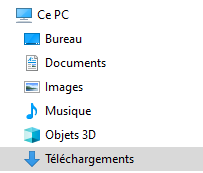 Ce PC
Bureau
Documents
Images
Musique
Objets 3D
Téléchargements